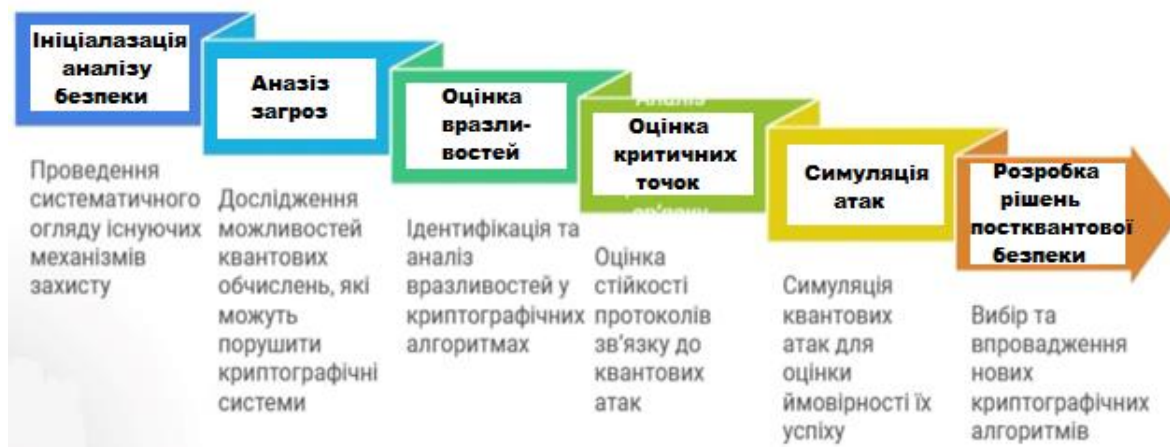 Ініціалазація
аналізу
безпеки
Проведення
систематичного
огляду існуючих
механізмів
захисту
Аназіз
загроз
Дослідження
можливостей
квантових
обчислень, які
можуть
порушити
криптографічні
системи
Оцінка
вразли-
востей
Ідентифікація та
аналіз
вразливостей у
криптографічних
алгоритмах
Оцінка
критичних
точок
Оцінка
стійкості
протоколів
зв'язку до
квантових
атак
Симуляція
атак
Симуляція
квантових
атак для
оцінки
ймовірності їх
успіху
Розробка
рішень
постквантової
безпеки
Вибір та
впровадження
нових
криптографічних
алгоритмів